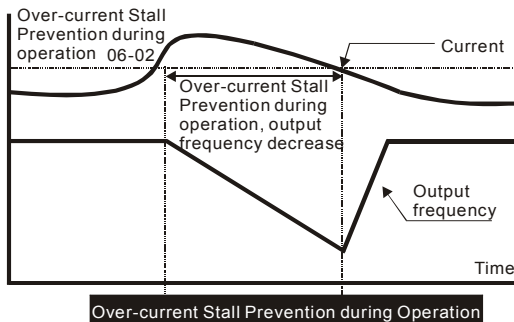 Over-current Stall
Prevention during
operation 06-02
Current
Over-current Stall
Prevention during
operation, output
frequency decrease
Output
frequency
Time
Over-current Stall Prevention during Operation